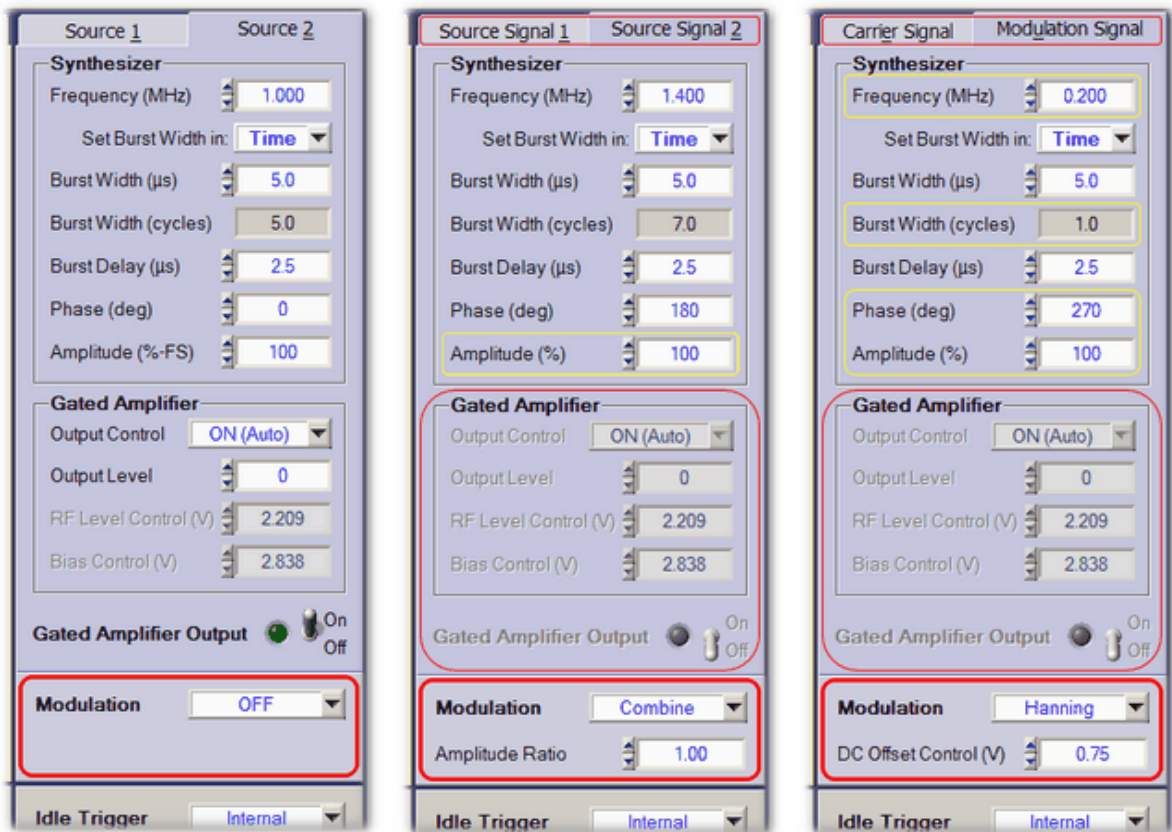 Source 1 Source 2
Synthesizer
Frequency (MHz) 1.000
Set Burst Width in: Time
Burst Width (µs) 5.0
Burst Width (cycles) 5.0
Burst Delay (µs) 2.5
Phase (deg) 0
Amplitude (%-FS) 100
Gated Amplifier
Output Control ON (Auto)
Output Level 0
RF Level Control (V) 2.209
Bias Control (V) 2.838
On
Gated Amplifier Output
Off
Modulation OFF
Idle Trigger Internal
Source Signal 1 Source Signal 2
Synthesizer
Frequency (MHz) 1.400
Set Burst Width in: Time
Burst Width (µs) 5.0
Burst Width (cycles) 7.0
Burst Delay (µs) 2.5
Phase (deg) 180
Amplitude (%) 100
Gated Amplifier
Output Control ON (Auto)
Output Level 0
RF Level Control (V) 2.209
Bias Control (V) 2.838
On
Gated Amplifier Output
Off
Modulation Combine
Amplitude Ratio 1.00
Idle Trigger Internal
Carrier Signal Modulation Signal
Synthesizer
Frequency (MHz) 0.200
Set Burst Width in: Time
Burst Width (µs) 5.0
Burst Width (cycles) 1.0
Burst Delay (µs) 2.5
Phase (deg) 270
Amplitude (%) 100
Gated Amplifier
Output Control ON (Auto)
Output Level 0
RF Level Control (V) 2.209
Bias Control (V) 2.838
On
Gated Amplifier Output
Off
Modulation Hanning
DC Offset Control (V) 0.75
Idle Trigger Internal